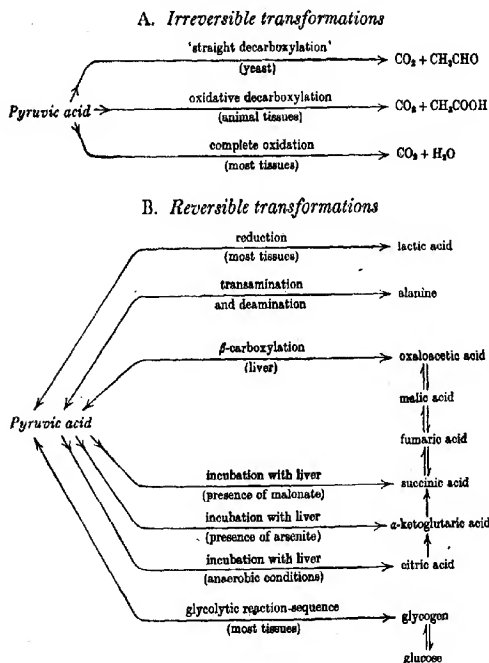 A. Irreversible transformations
'straight decarboxylation'
(yeast)
CO₂ + CH₃CHO
Pyruvic acid
oxidative decarboxylation
(animal tissues)
CO₂ + CH₃COOH
complete oxidation
(most tissues)
CO₂ + H₂O
B. Reversible transformations
reduction
(most tissues)
lactic acid
transamination
and deamination
alanine
β-carboxylation
(liver)
oxaloacetic acid
malic acid
Pyruvic acid
fumaric acid
incubation with liver
(presence of malonate)
succinic acid
incubation with liver
(presence of arsenite)
α-ketoglutaric acid
incubation with liver
(anaerobic conditions)
citric acid
glycolytic reaction-sequence
(most tissues)
glycogen
glucose